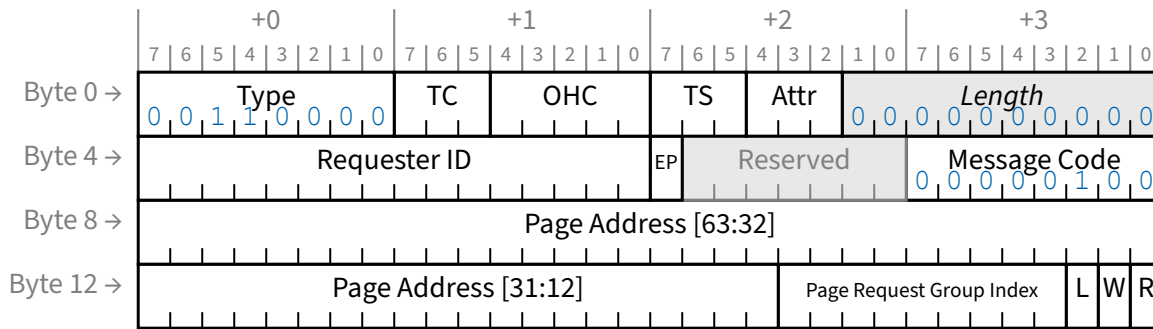 +0 +1 +2 +3
7 6 5 4 3 2 1 0 7 6 5 4 3 2 1 0 7 6 5 4 3 2 1 0 7 6 5 4 3 2 1 0
Byte 0 → Type TC OHC TS Attr Length
0 0 1 1 0 0 0 0 0 0 0 0 0 0 0 0 0 0
Byte 4 → Requester ID EP Reserved Message Code
0 0 0 0 0 1 0 0
Byte 8 → Page Address [63:32]
Byte 12 → Page Address [31:12] Page Request Group Index L W R